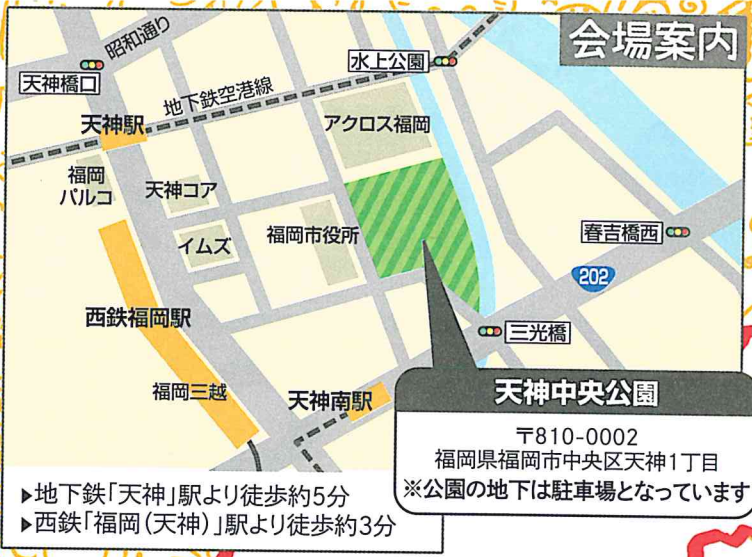 会場案内
昭和通り
天神橋口
水上公園
地下鉄空港線
天神駅
アクロス福岡
福岡
パルコ
天神コア
イムズ
福岡市役所
春吉橋西
202
西鉄福岡駅
三光橋
福岡三越
天神南駅
天神中央公園
〒810-0002
福岡県福岡市中央区天神1丁目
※公園の地下は駐車場となっています
▶地下鉄「天神」駅より徒歩約5分
▶西鉄「福岡(天神)」駅より徒歩約3分